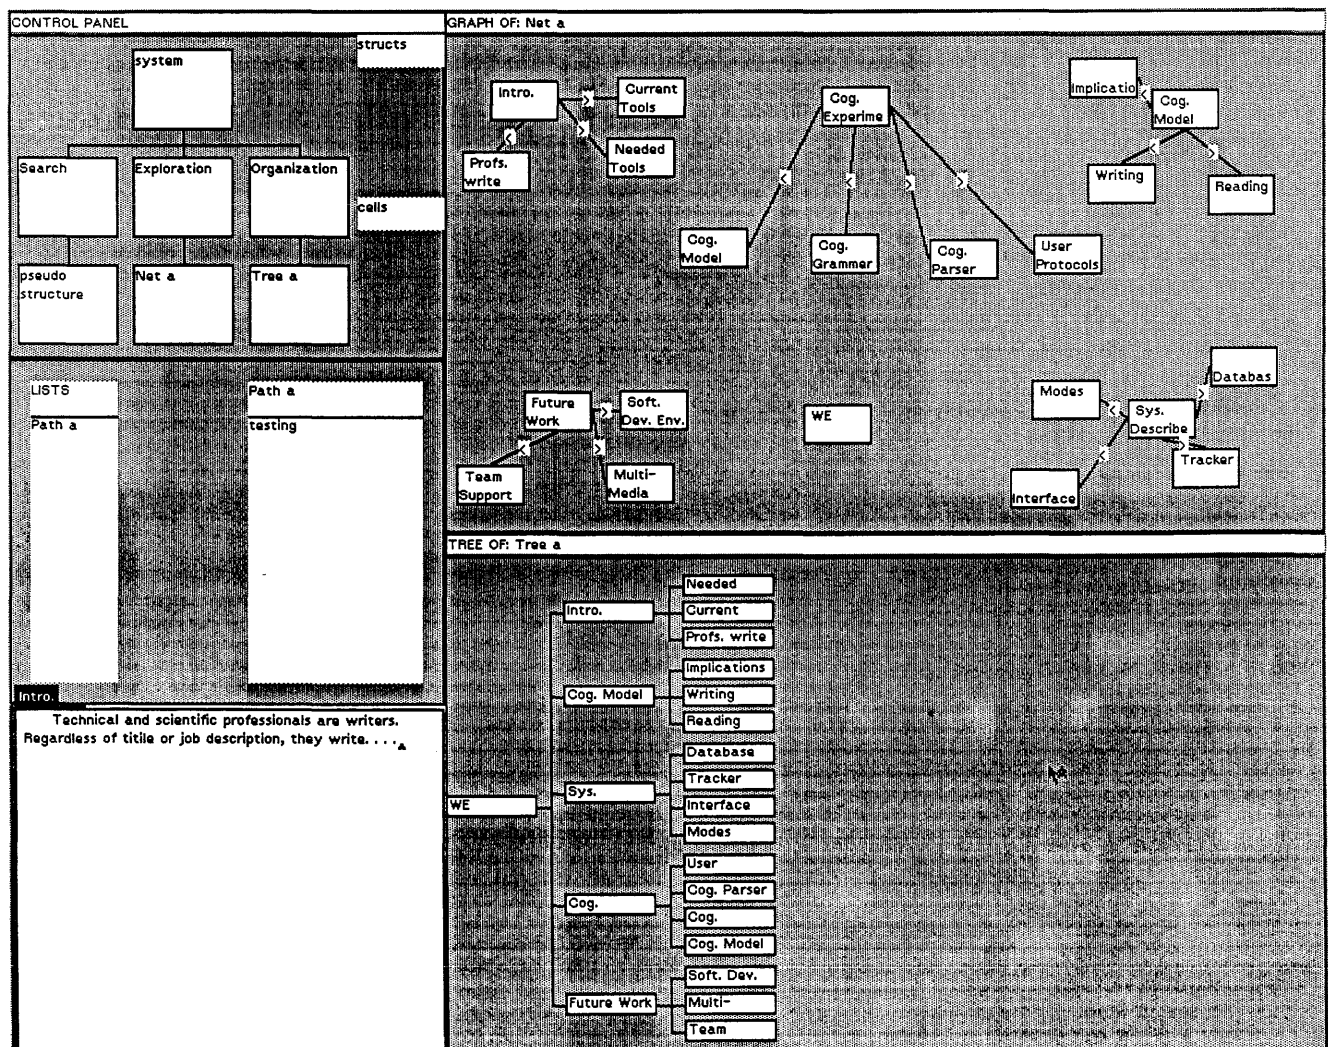 CONTROL PANEL
structs
system
Search
Exploration
Organization
cells
pseudo
structure
Net a
Tree a
LISTS
Path a
Path a
testing
Intro.
Technical and scientific professionals are writers.
Regardless of titile or job description, they write. . . .
GRAPH OF: Net a
Intro.
Current
Tools
Needed
Tools
Profs.
write
Cog.
Experime
Cog.
Model
Cog.
Grammer
Cog.
Parser
User
Protocols
Implicatio
Cog.
Model
Writing
Reading
Future
Work
Soft.
Dev. Env.
Team
Support
Multi-
Media
WE
Modes
Sys.
Describe
Databas
Tracker
Interface
TREE OF: Tree a
WE
Intro.
Needed
Current
Profs. write
Cog. Model
Implications
Writing
Reading
Sys.
Database
Tracker
Interface
Modes
Cog.
User
Cog. Parser
Cog.
Cog. Model
Future Work
Soft. Dev.
Multi-
Team